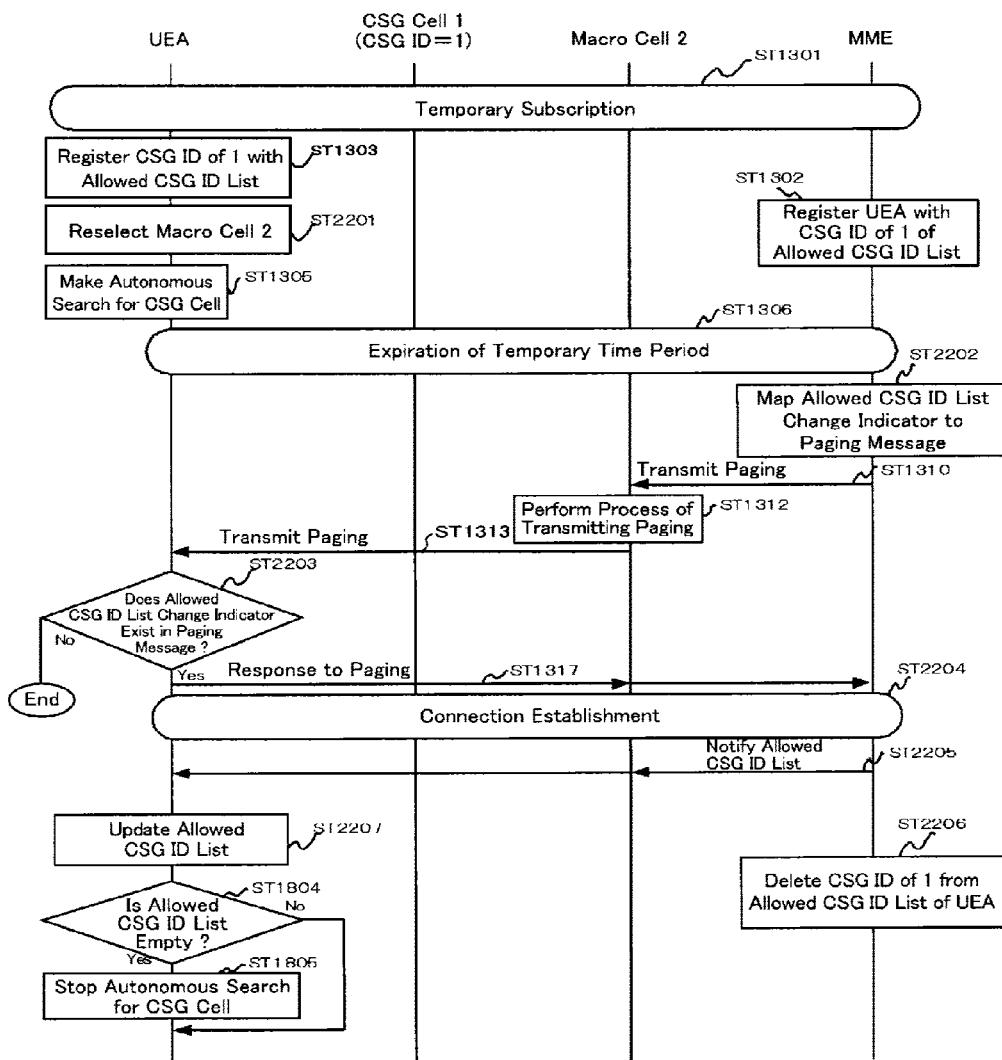 UEA
CSG Cell 1
(CSG ID=1)
Macro Cell 2
MME
ST1301
Temporary Subscription
Register CSG ID of 1 with
Allowed CSG ID List
ST1303
ST1302
Register UEA with
CSG ID of 1 of
Allowed CSG ID List
Reselect Macro Cell 2
ST2201
Make Autonomous
Search for CSG Cell
ST1305
ST1306
Expiration of Temporary Time Period
ST2202
Map Allowed CSG ID List
Change Indicator to
Paging Message
Transmit Paging
ST1310
Perform Process of
Transmitting Paging
ST1312
Transmit Paging
ST1313
ST2203
Does Allowed
CSG ID List Change Indicator
Exist in Paging
Message ?
No
Yes
End
Response to Paging
ST1317
ST2204
Connection Establishment
Notify Allowed
CSG ID List
ST2205
Update Allowed
CSG ID List
ST2207
ST2206
Delete CSG ID of 1 from
Allowed CSG ID List of UEA
ST1804
Is Allowed
CSG ID List
Empty ?
No
Yes
ST1805
Stop Autonomous Search
for CSG Cell